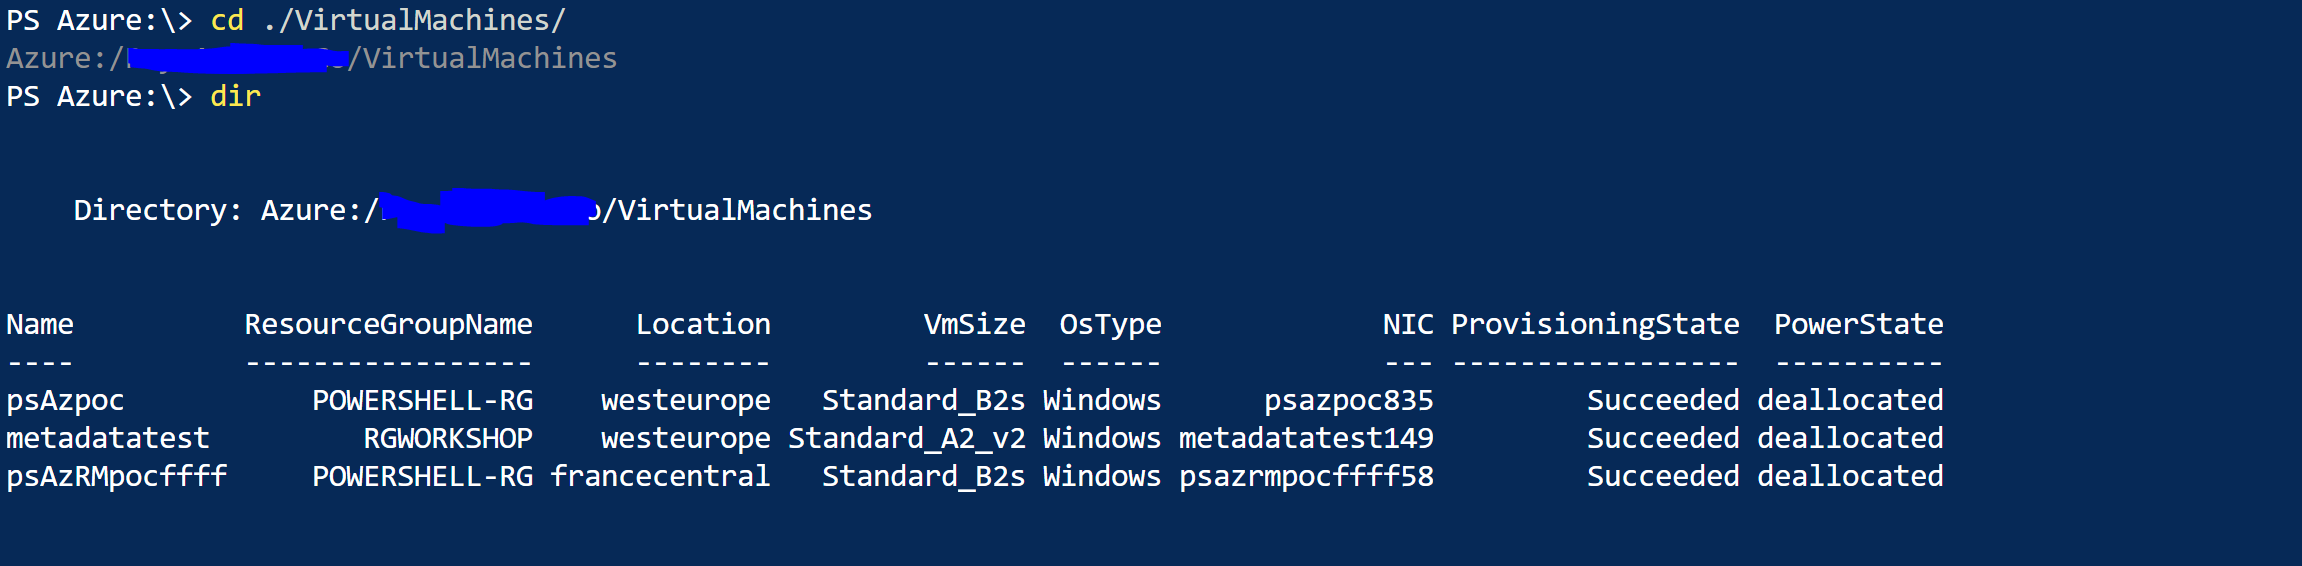 PS Azure:\> cd ./VirtualMachines/
Azure:/ /VirtualMachines
PS Azure:\> dir
Directory: Azure:/ /VirtualMachines
Name ResourceGroupName Location VmSize OsType NIC ProvisioningState PowerState
---- ----------------- -------- ------ ------ --- ----------------- ----------
psAzpoc POWERSHELL-RG westeurope Standard_B2s Windows psazpoc835 Succeeded deallocated
metadatatest RGWORKSHOP westeurope Standard_A2_v2 Windows metadatatest149 Succeeded deallocated
psAzRMpocffff POWERSHELL-RG francecentral Standard_B2s Windows psazrmpocffff58 Succeeded deallocated